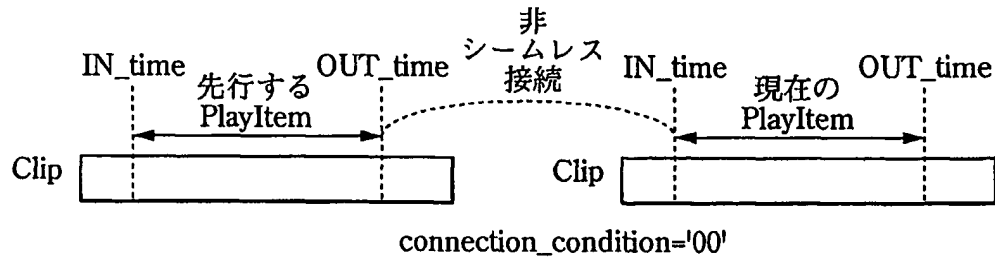 非
シームレス
接続
IN_time
先行する
PlayItem
OUT_time
IN_time
現在の
PlayItem
OUT_time
Clip
Clip
connection_condition='00'